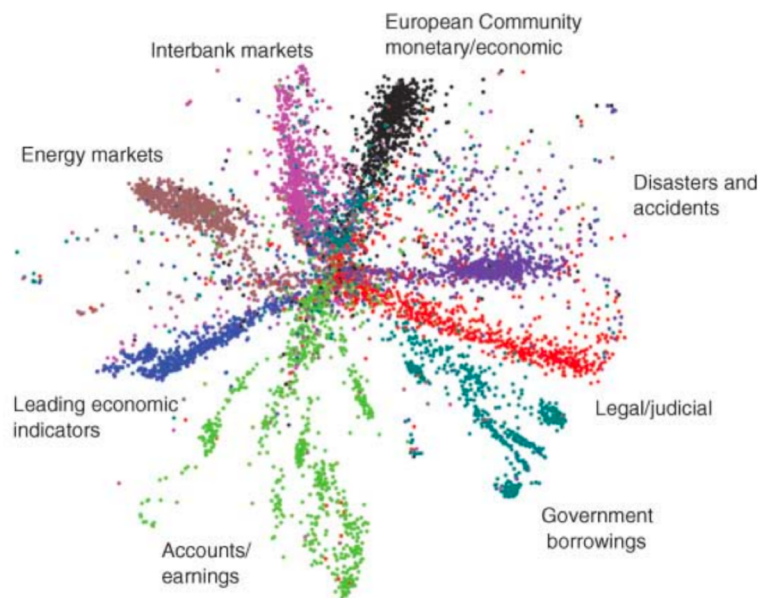 European Community
monetary/economic
Interbank markets
Energy markets
Disasters and
accidents
Leading economic
indicators
Legal/judicial
Government
borrowings
Accounts/
earnings